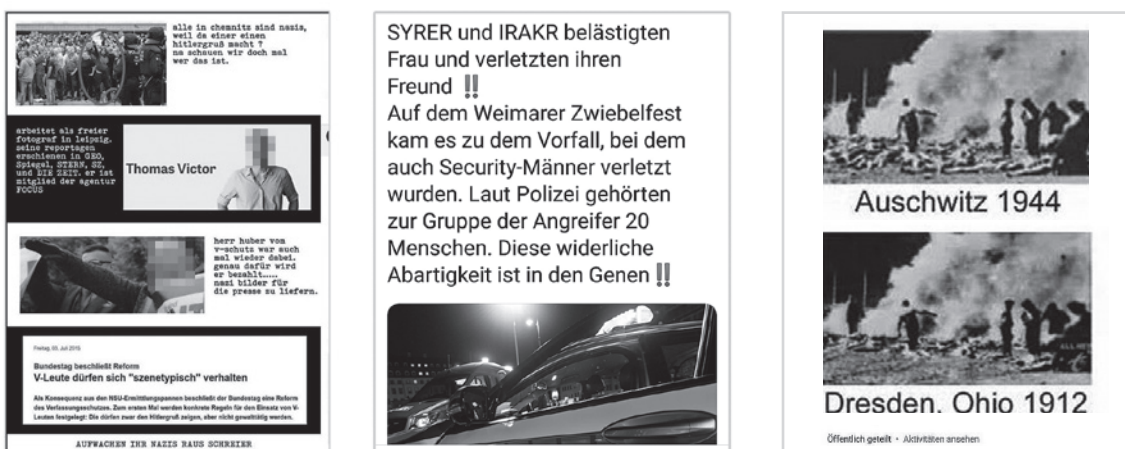 alle in chemnitz sind nazis,
weil da einer einen
hitlergruß macht ?
na schauen wir doch mal
wer das ist.
arbeitet als freier
fotograf in leipzig.
seine reportagen
erschienen in GEO,
Spiegel, STERN, SZ,
und DIE ZEIT. er ist
mitglied der agentur
FOCUS
Thomas Victor
herr huber vom
v-schutz war auch
mal wieder dabei.
genau dafür wird
er bezahlt.....
nazi bilder für
die presse zu liefern.
Freitag, 03. Juli 2015
Bundestag beschließt Reform
V-Leute dürfen sich "szenetypisch" verhalten
Als Konsequenz aus den NSU-Ermittlungspannen beschließt der Bundestag eine Reform
des Verfassungsschutzes. Zum ersten Mal werden konkrete Regeln für den Einsatz von V-
Leuten festgelegt: Die dürfen zwar den Hitlergruß zeigen, aber nicht gewalttätig werden.
AUFWACHEN IHR NAZIS RAUS SCHREIER
SYRER und IRAKR belästigten
Frau und verletzten ihren
Freund ‼
Auf dem Weimarer Zwiebelfest
kam es zu dem Vorfall, bei dem
auch Security-Männer verletzt
wurden. Laut Polizei gehörten
zur Gruppe der Angreifer 20
Menschen. Diese widerliche
Abartigkeit ist in den Genen ‼
Auschwitz 1944
Dresden, Ohio 1912
Öffentlich geteilt • Aktivitäten ansehen